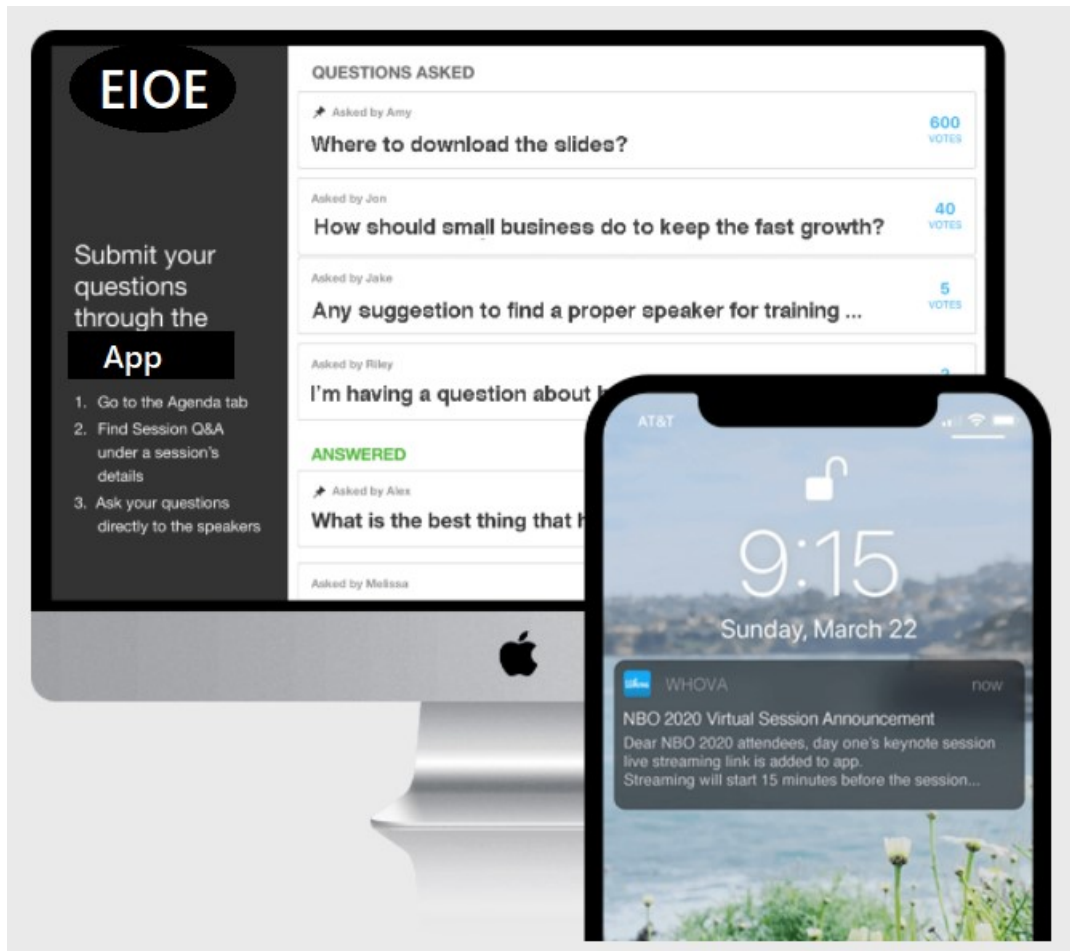 EIOE
Submit your
questions
through the
App
1. Go to the Agenda tab
2. Find Session Q&A
under a session's
details
3. Ask your questions
directly to the speakers
QUESTIONS ASKED
Asked by Amy
Where to download the slides?
600
VOTES
Asked by Jon
How should small business do to keep the fast growth?
40
VOTES
Asked by Jake
Any suggestion to find a proper speaker for training ...
5
VOTES
Asked by Riley
I'm having a question about
ANSWERED
Asked by Alex
What is the best thing that
Asked by Melissa
AT&T
9:15
Sunday, March 22
Whova WHOVA now
NBO 2020 Virtual Session Announcement
Dear NBO 2020 attendees, day one's keynote session
live streaming link is added to app.
Streaming will start 15 minutes before the session...